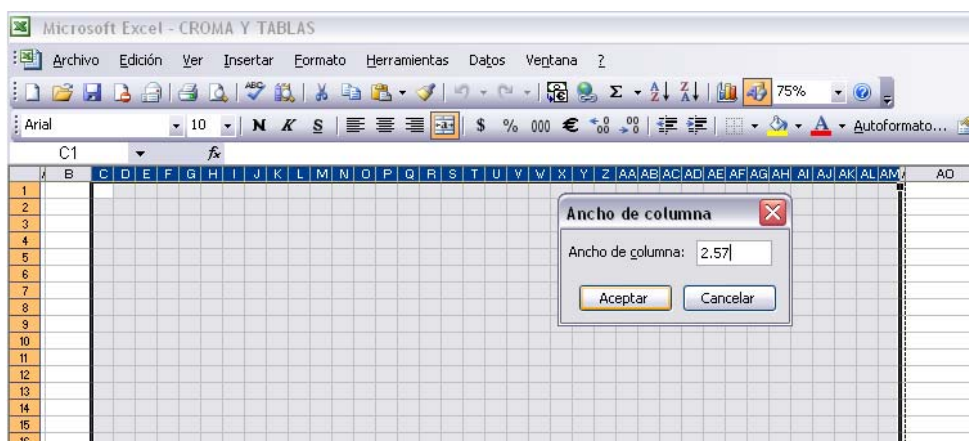 Microsoft Excel - CROMA Y TABLAS
Archivo Edición Ver Insertar Formato Herramientas Datos Ventana ?
ABC Σ A Z Z A 75% ?
Arial 10 N K S $ % 000 € A Autoformato...
C1 fx
B C D E F G H I J K L M N O P Q R S T U V W X Y Z AA AB AC AD AE AF AG AH AI AJ AK AL AM AO
1
2
3
4
5
6
7
8
9
10
11
12
13
14
15
16
Ancho de columna
Ancho de columna: 2.57
Aceptar Cancelar